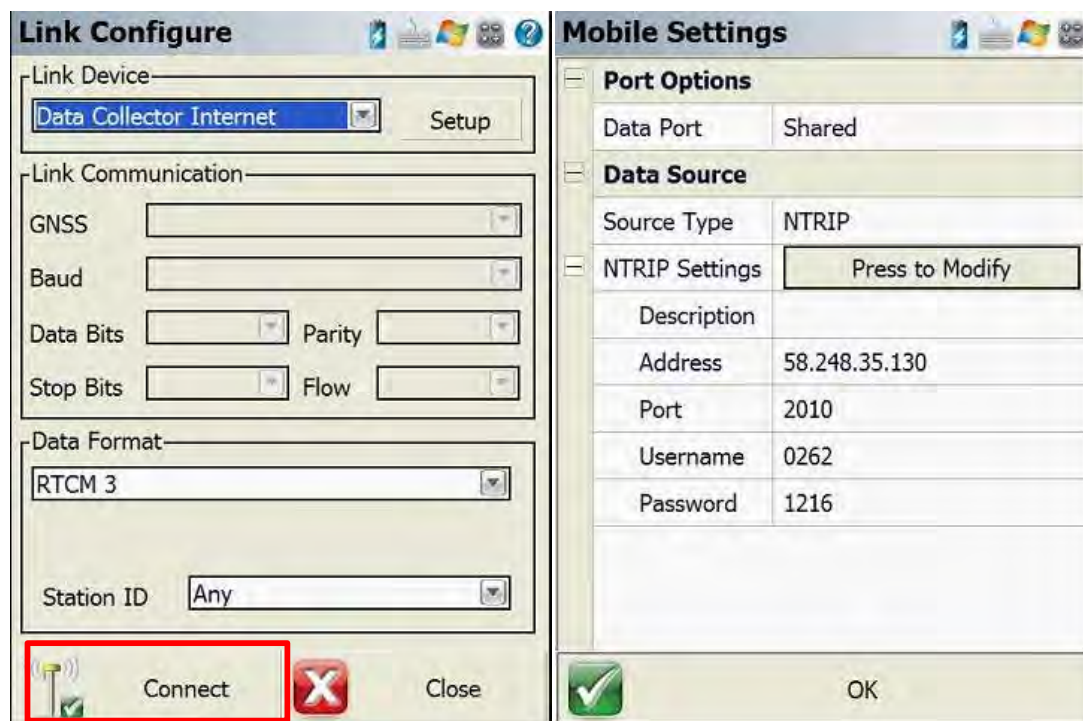 Link Configure
Link Device
Data Collector Internet Setup
Link Communication
GNSS
Baud
Data Bits Parity
Stop Bits Flow
Data Format
RTCM 3
Station ID Any
Connect Close
Mobile Settings
Port Options
Data Port Shared
Data Source
Source Type NTRIP
NTRIP Settings Press to Modify
Description
Address 58.248.35.130
Port 2010
Username 0262
Password 1216
OK